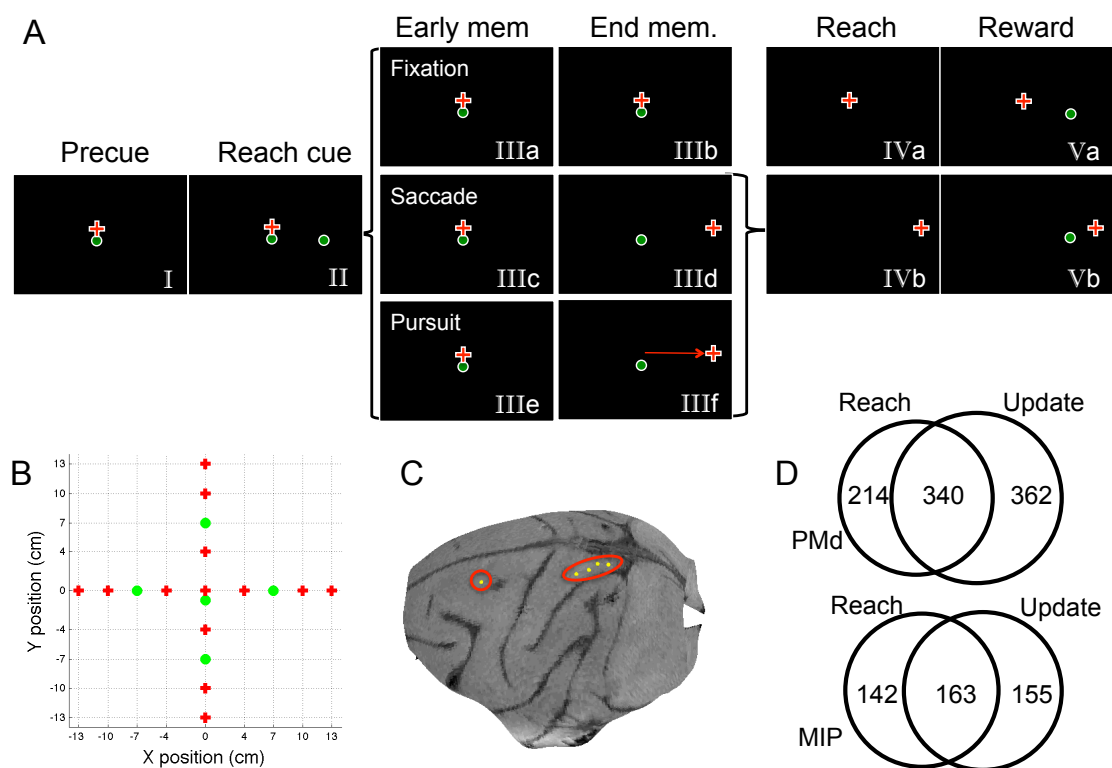 A
Early mem
End mem.
Reach
Reward
Precue
Reach cue
Fixation
IIIa
IIIb
IVa
Va
I
II
Saccade
IIIc
IIId
IVb
Vb
Pursuit
IIIe
IIIf
B
Y position (cm)
13
10
7
4
0
-4
-7
-10
-13
-13 -10 -7 -4 0 4 7 10 13
X position (cm)
C
D
Reach
Update
214
340
362
PMd
Reach
Update
142
163
155
MIP